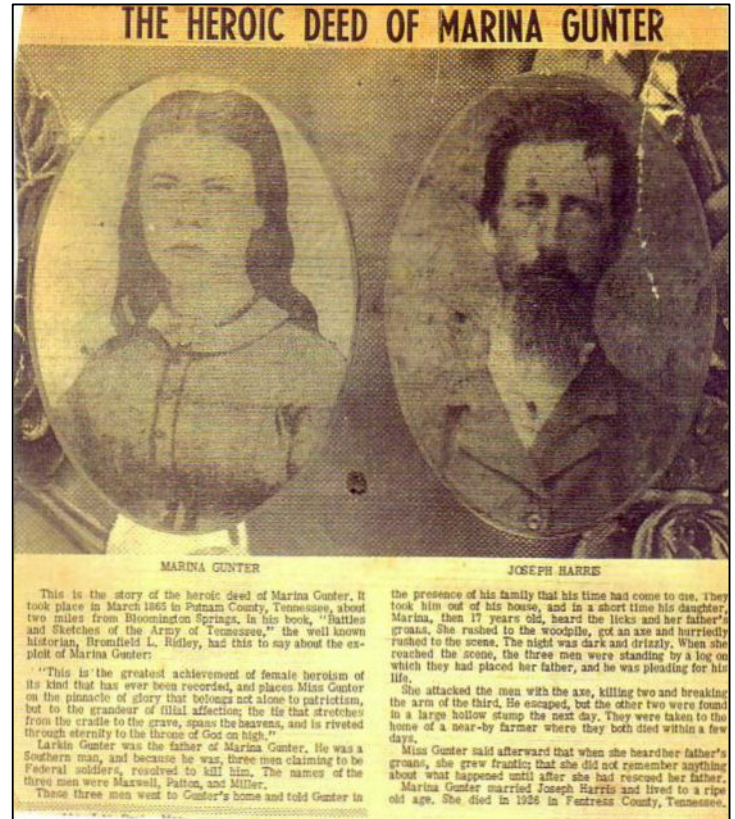 THE HEROIC DEED OF MARINA GUNTER
MARINA GUNTER
This is the story of the heroic deed of Marina Gunter. It
took place in March 1865 in Putnam County, Tennessee, about
two miles from Bloomington Springs. In his book, "Battles
and Sketches of the Army of Tennessee," the well known
historian, Bromfield L. Ridley, had this to say about the ex-
ploit of Marina Gunter:
"This is the greatest achievement of female heroism of
its kind that has ever been recorded, and places Miss Gunter
on the pinnacle of glory that belongs not alone to patriotism,
but to the grandeur of filial affection; the tie that stretches
from the cradle to the grave, spans the heavens, and is riveted
through eternity to the throne of God on high."
Larkin Gunter was the father of Marina Gunter. He was a
Southern man, and because he was, three men claiming to be
Federal soldiers, resolved to kill him. The names of the
three men were Maxwell, Patton, and Miller.
These three men went to Gunter's home and told Gunter in
JOSEPH HARRIS
the presence of his family that his time had come to die. They
took him out of his house, and in a short time his daughter,
Marina, then 17 years old, heard the licks and her father's
groans. She rushed to the woodpile, got an axe and hurriedly
rushed to the scene. The night was dark and drizzly. When she
reached the scene, the three men were standing by a log on
which they had placed her father, and he was pleading for his
life.
She attacked the men with the axe, killing two and breaking
the arm of the third. He escaped, but the other two were found
in a large hollow stump the next day. They were taken to the
home of a near-by farmer where they both died within a few
days.
Miss Gunter said afterward that when she heard her father's
groans, she grew frantic; that she did not remember anything
about what happened until after she had rescued her father.
Marina Gunter married Joseph Harris and lived to a ripe
old age. She died in 1926 in Fentress County, Tennessee.